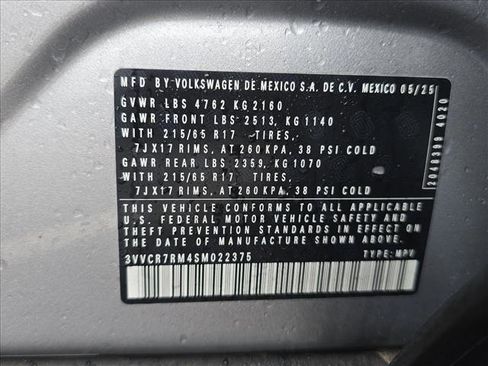 MFD BY VOLKSWAGEN DE MEXICO S.A. DE C.V. MEXICO 05/25
GVWR LBS 4762 KG 2160
GAWR FRONT LBS 2513, KG 1140
WITH 215/65 R17 TIRES,
7JX17 RIMS, AT 260 KPA, 38 PSI COLD
GAWR REAR LBS 2359, KG 1070
WITH 215/65 R17 TIRES,
7JX17 RIMS, AT 260 KPA, 38 PSI COLD
THIS VEHICLE CONFORMS TO ALL APPLICABLE
U.S. FEDERAL MOTOR VEHICLE SAFETY AND
THEFT PREVENTION STANDARDS IN EFFECT ON
THE DATE OF MANUFACTURE SHOWN ABOVE.
3VVCR7RM4SM022375 TYPE: MPV